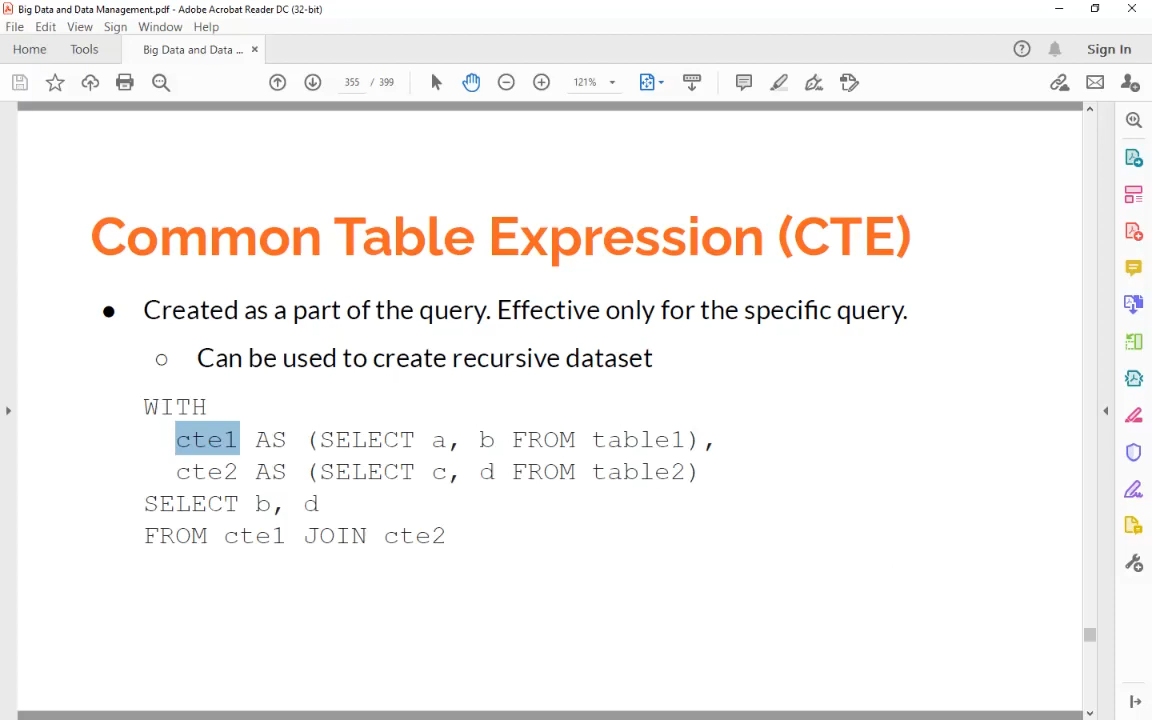 Big Data and Data Management.pdf - Adobe Acrobat Reader DC (32-bit)
File Edit View Sign Window Help
Home Tools Big Data and Data ... × Sign In
355 / 399 121%
Common Table Expression (CTE)
● Created as a part of the query. Effective only for the specific query.
○ Can be used to create recursive dataset
WITH
cte1 AS (SELECT a, b FROM table1),
cte2 AS (SELECT c, d FROM table2)
SELECT b, d
FROM cte1 JOIN cte2